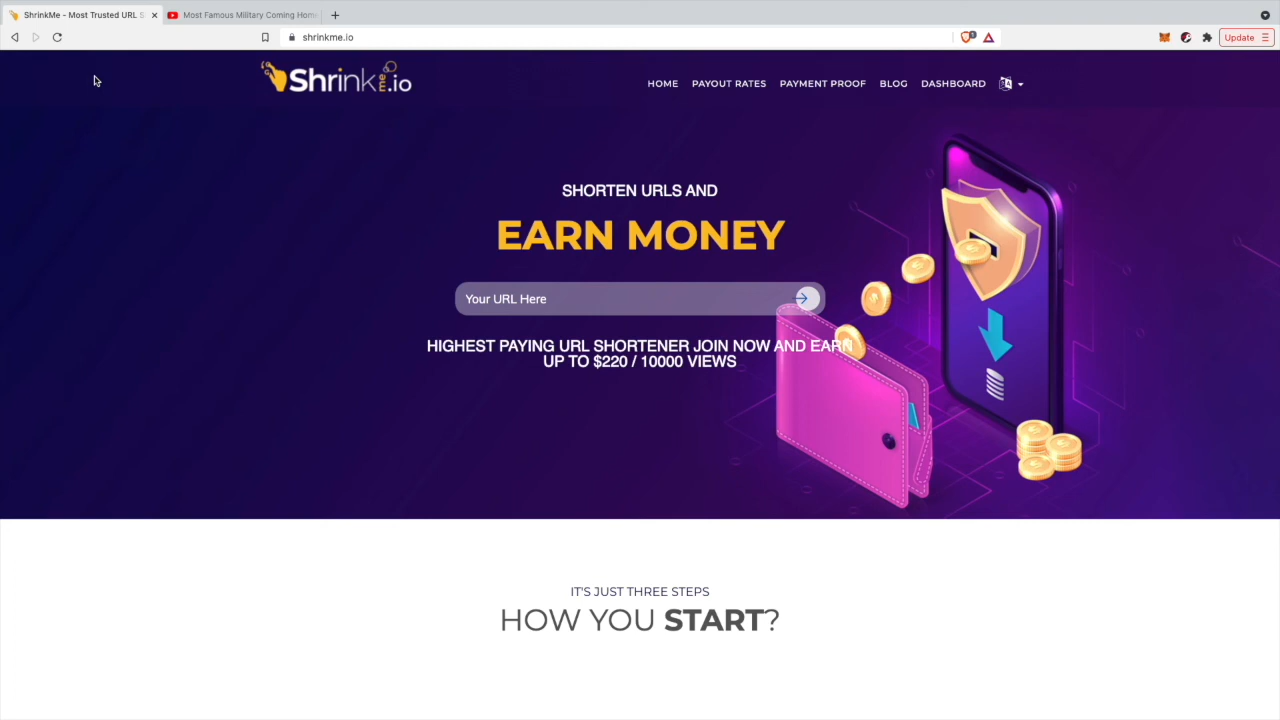 ShrinkMe - Most Trusted URL S
Most Famous Military Coming Home
shrinkme.io
1
Update
Shrinkme.io
HOME
PAYOUT RATES
PAYMENT PROOF
BLOG
DASHBOARD
SHORTEN URLS AND
EARN MONEY
Your URL Here
HIGHEST PAYING URL SHORTENER JOIN NOW AND EARN
UP TO $220 / 10000 VIEWS
IT'S JUST THREE STEPS
HOW YOU START?